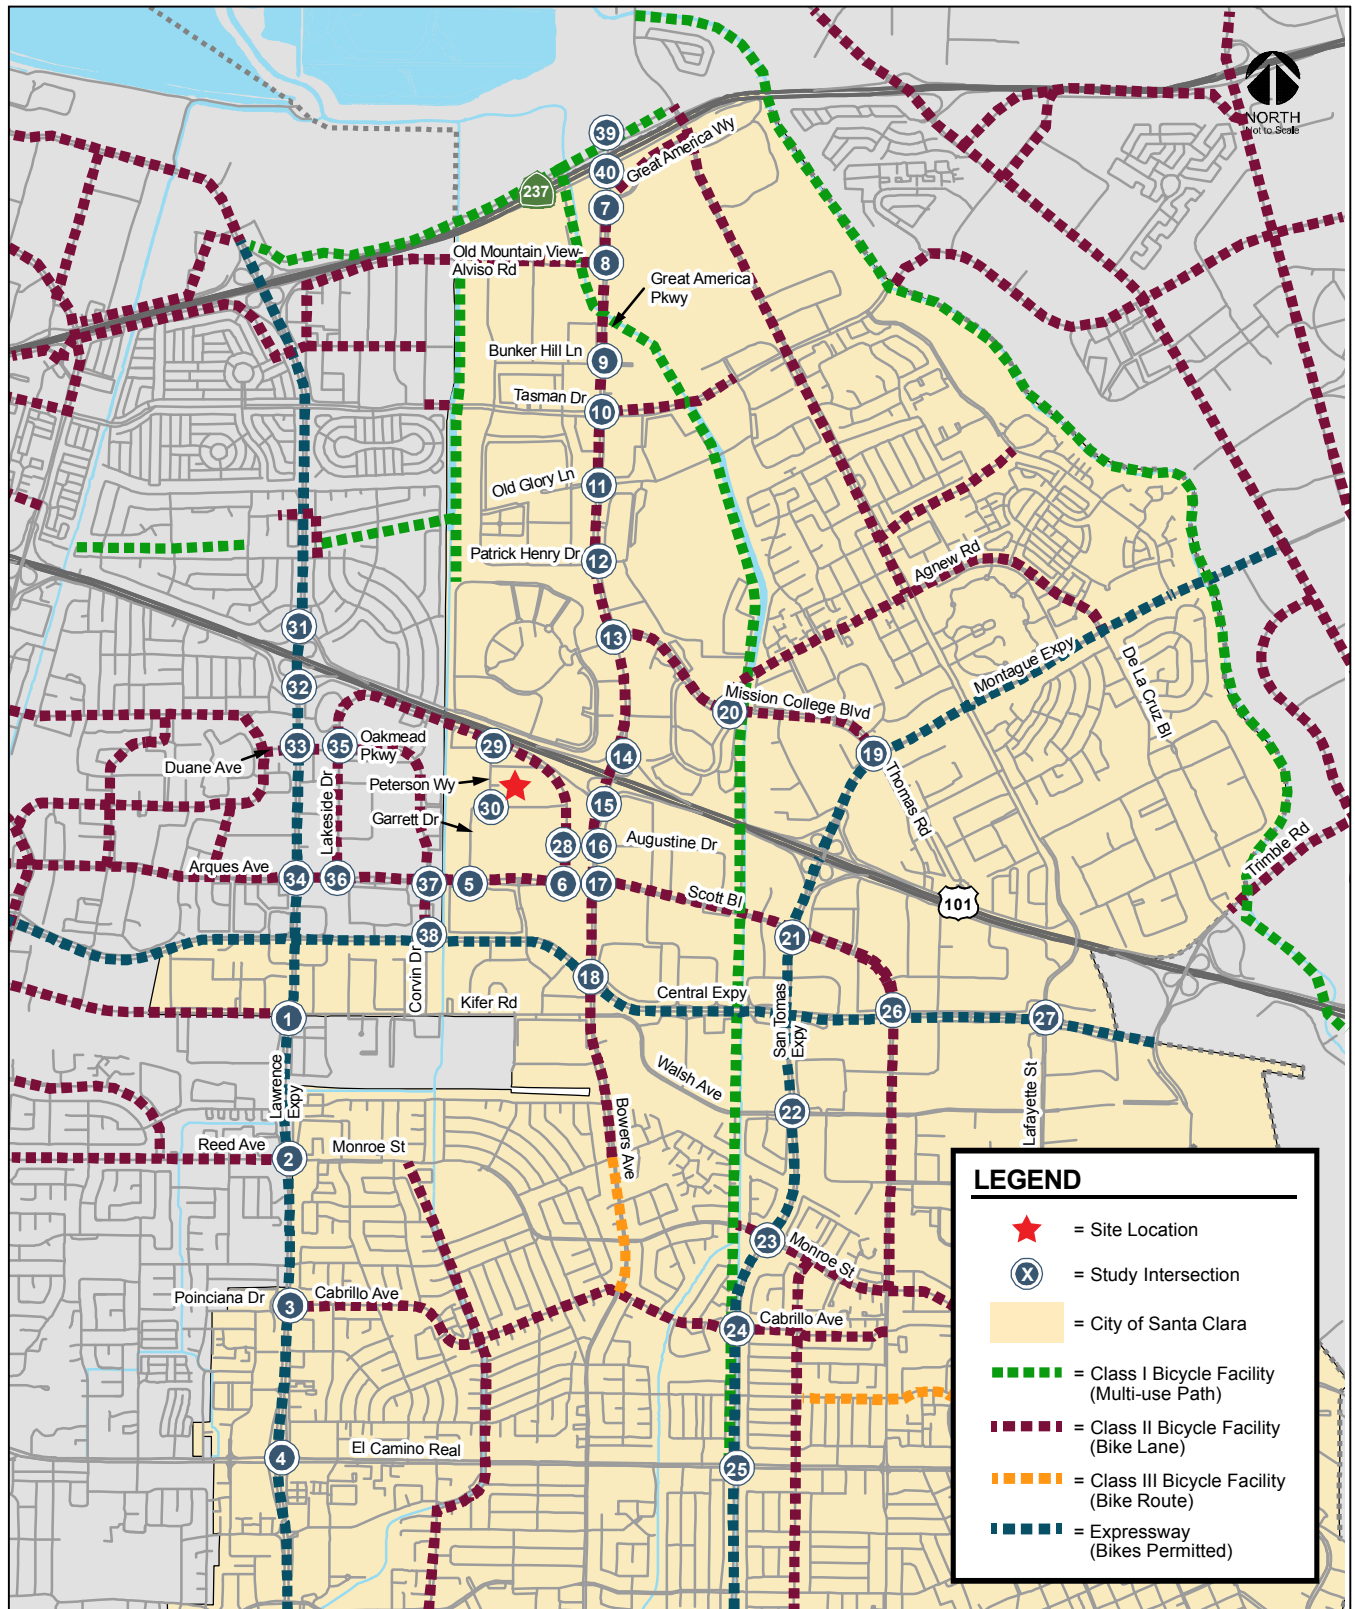 NORTH
Not to Scale
39
Great America Wy
40
237
7
Old Mountain View-
Alviso Rd
8
Great America
Pkwy
Bunker Hill Ln
9
Tasman Dr
10
Old Glory Ln
11
Patrick Henry Dr
12
Agnew Rd
31
13
Montague Expy
De La Cruz Bl
32
Mission College Blvd
20
33
35
Oakmead
Pkwy
29
14
19
Duane Ave
Peterson Wy
Thomas Rd
Lakeside Dr
30
15
Garrett Dr
28
16
Augustine Dr
Trimble Rd
Arques Ave
34
36
37
5
6
17
Scott Bl
101
38
21
Corvin Dr
18
Central Expy
Kifer Rd
San Tomas
Expy
1
26
27
Lawrence
Expy
Walsh Ave
Lafayette St
22
Bowers Ave
Reed Ave
2
Monroe St
23
Monroe St
Poinciana Dr
3
Cabrillo Ave
24
Cabrillo Ave
4
El Camino Real
25
LEGEND
= Site Location
X
= Study Intersection
= City of Santa Clara
= Class I Bicycle Facility
(Multi-use Path)
= Class II Bicycle Facility
(Bike Lane)
= Class III Bicycle Facility
(Bike Route)
= Expressway
(Bikes Permitted)